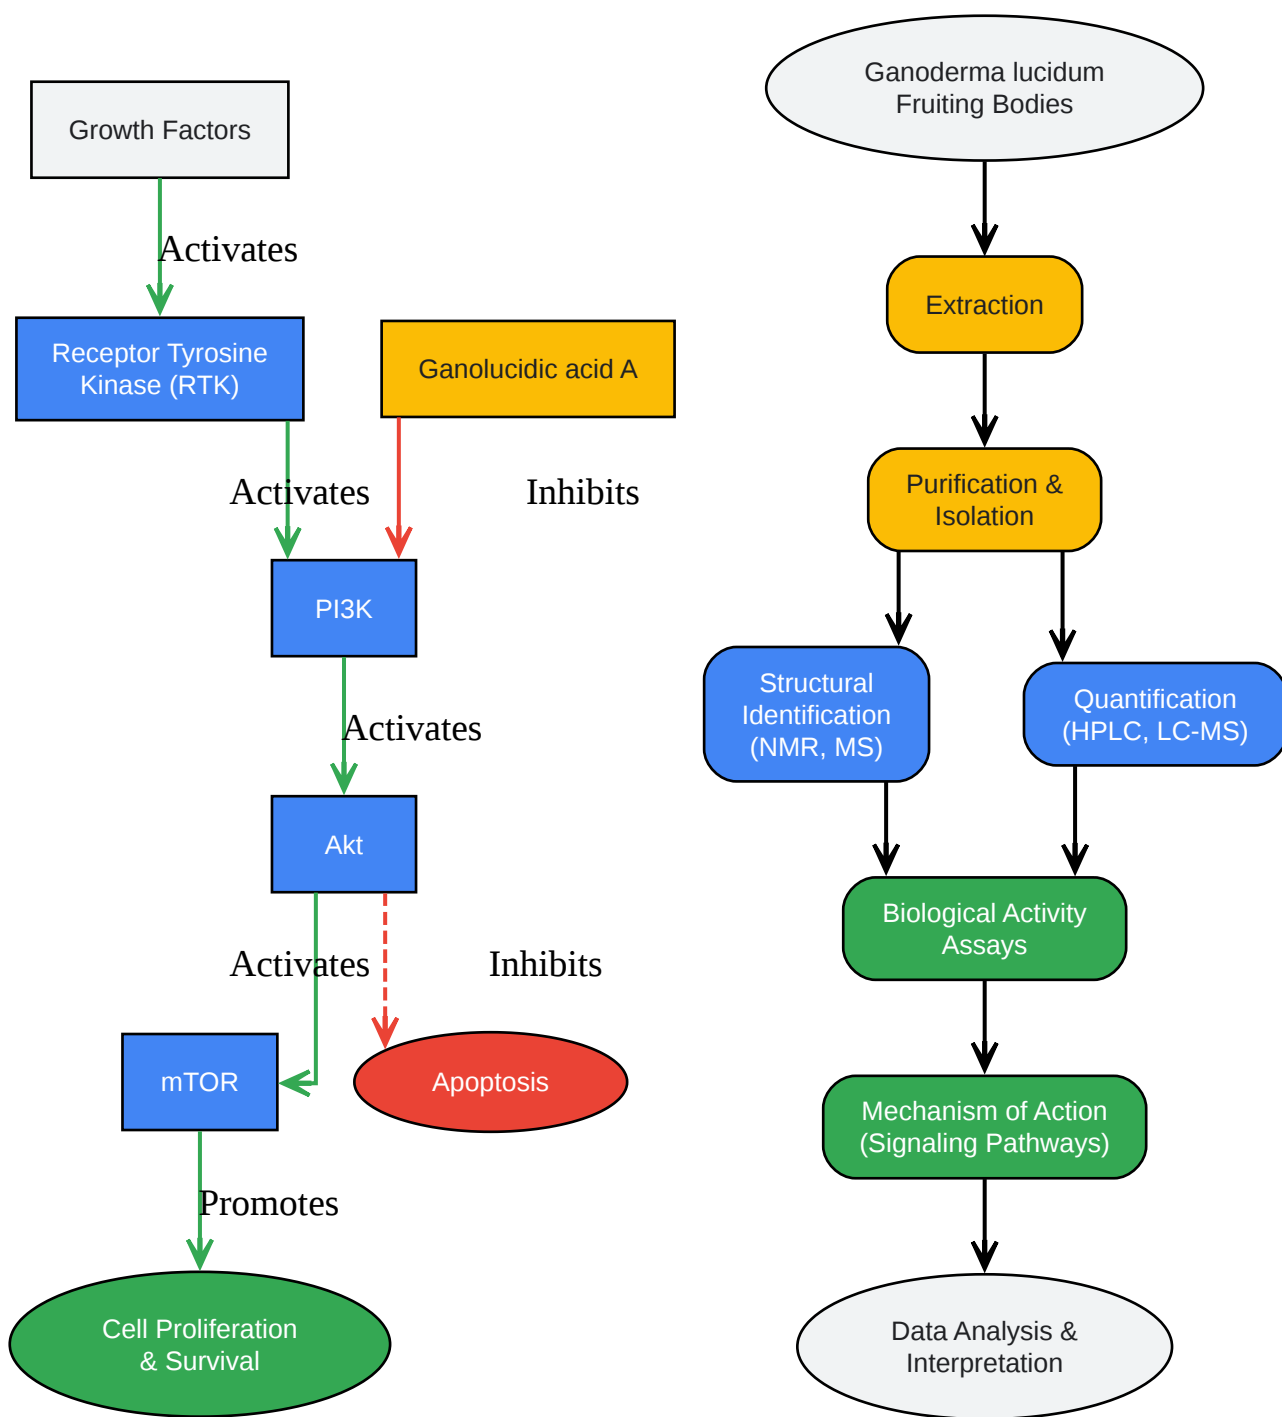 Growth Factors
Activates
Receptor Tyrosine
Kinase (RTK)
Ganolucidic acid A
Activates
Inhibits
PI3K
Activates
Akt
Activates
Inhibits
mTOR
Apoptosis
Promotes
Cell Proliferation
& Survival
Ganoderma lucidum
Fruiting Bodies
Extraction
Purification &
Isolation
Structural
Identification
(NMR, MS)
Quantification
(HPLC, LC-MS)
Biological Activity
Assays
Mechanism of Action
(Signaling Pathways)
Data Analysis &
Interpretation